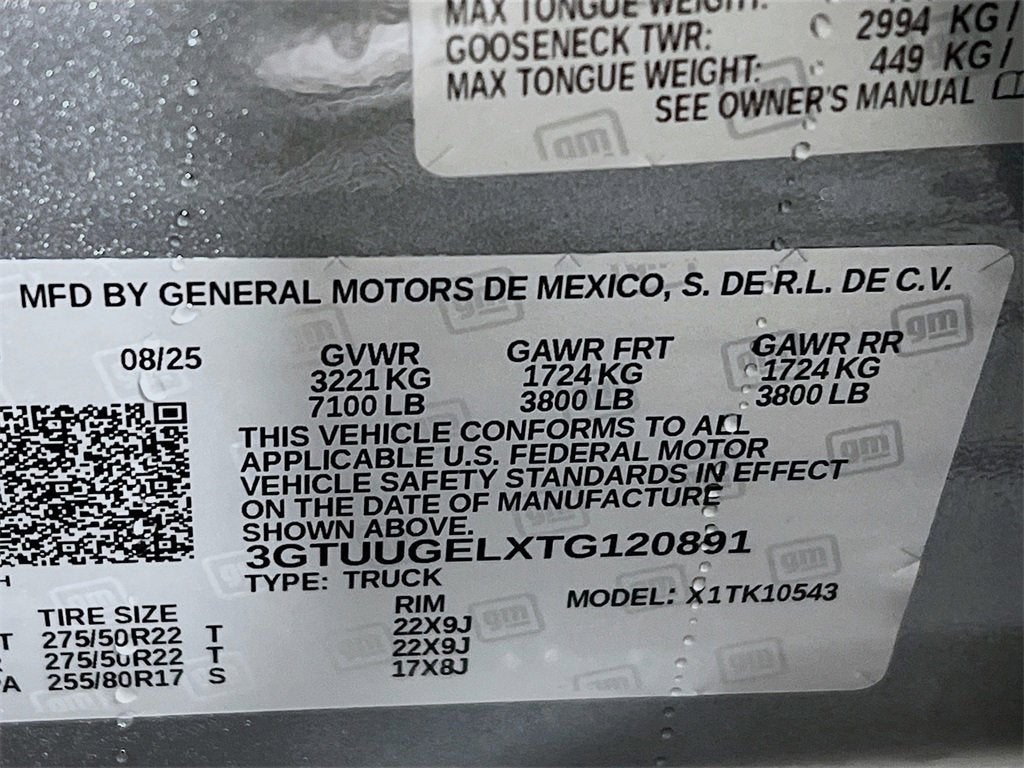 MAX TONGUE WEIGHT:
GOOSENECK TWR: 2994 KG /
MAX TONGUE WEIGHT: 449 KG /
SEE OWNER'S MANUAL
gm
MFD BY GENERAL MOTORS DE MEXICO, S. DE R.L. DE C.V.
08/25 GVWR GAWR FRT GAWR RR
3221 KG 1724 KG 1724 KG
7100 LB 3800 LB 3800 LB
THIS VEHICLE CONFORMS TO ALL
APPLICABLE U.S. FEDERAL MOTOR
VEHICLE SAFETY STANDARDS IN EFFECT
ON THE DATE OF MANUFACTURE
SHOWN ABOVE.
3GTUUGELXTG120891
TYPE: TRUCK MODEL: X1TK10543
TIRE SIZE RIM
T 275/50R22 T 22X9J
275/50R22 T 22X9J
PA 255/80R17 S 17X8J